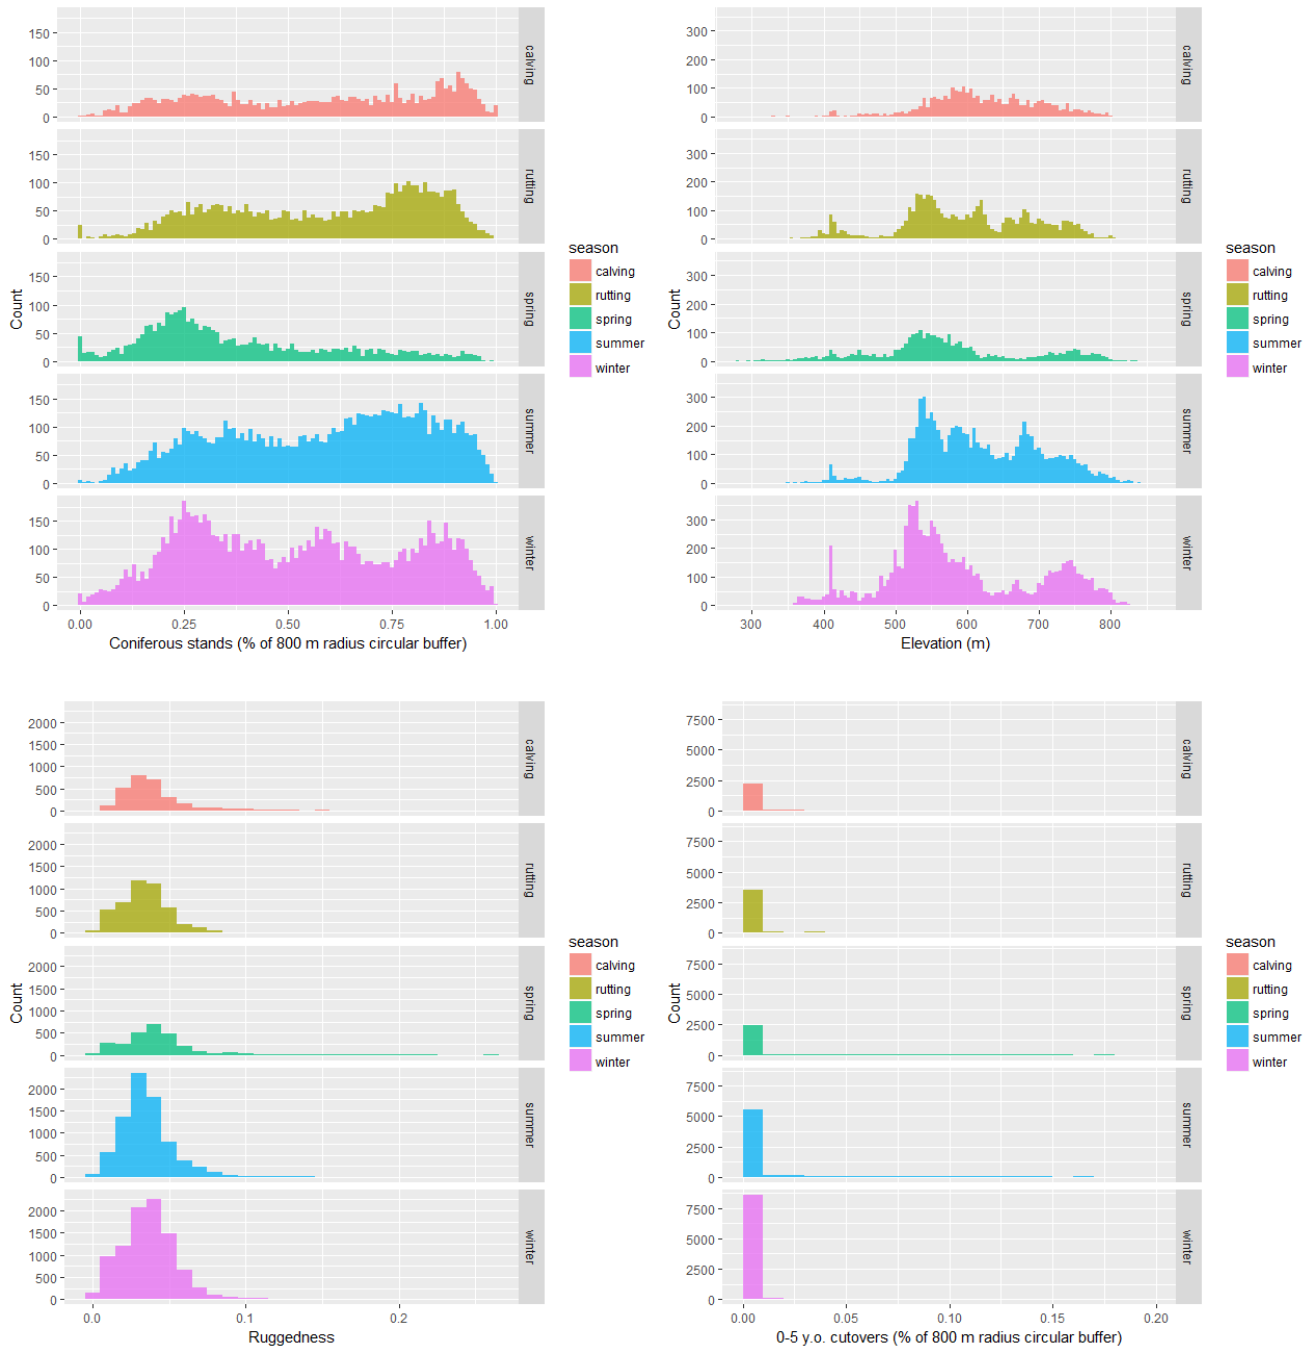 150
100
50
0
calving
150
100
50
0
rutting
150
100
50
0
spring
150
100
50
0
summer
150
100
50
0
winter
Count
0.00 0.25 0.50 0.75 1.00
Coniferous stands (% of 800 m radius circular buffer)
season
calving
rutting
spring
summer
winter
300
200
100
0
calving
300
200
100
0
rutting
300
200
100
0
spring
300
200
100
0
summer
300
200
100
0
winter
Count
300 400 500 600 700 800
Elevation (m)
season
calving
rutting
spring
summer
winter
2000
1500
1000
500
0
calving
2000
1500
1000
500
0
rutting
2000
1500
1000
500
0
spring
2000
1500
1000
500
0
summer
2000
1500
1000
500
0
winter
Count
0.0 0.1 0.2
Ruggedness
season
calving
rutting
spring
summer
winter
7500
5000
2500
0
calving
7500
5000
2500
0
rutting
7500
5000
2500
0
spring
7500
5000
2500
0
summer
7500
5000
2500
0
winter
Count
0.00 0.05 0.10 0.15 0.20
0-5 y.o. cutovers (% of 800 m radius circular buffer)
season
calving
rutting
spring
summer
winter